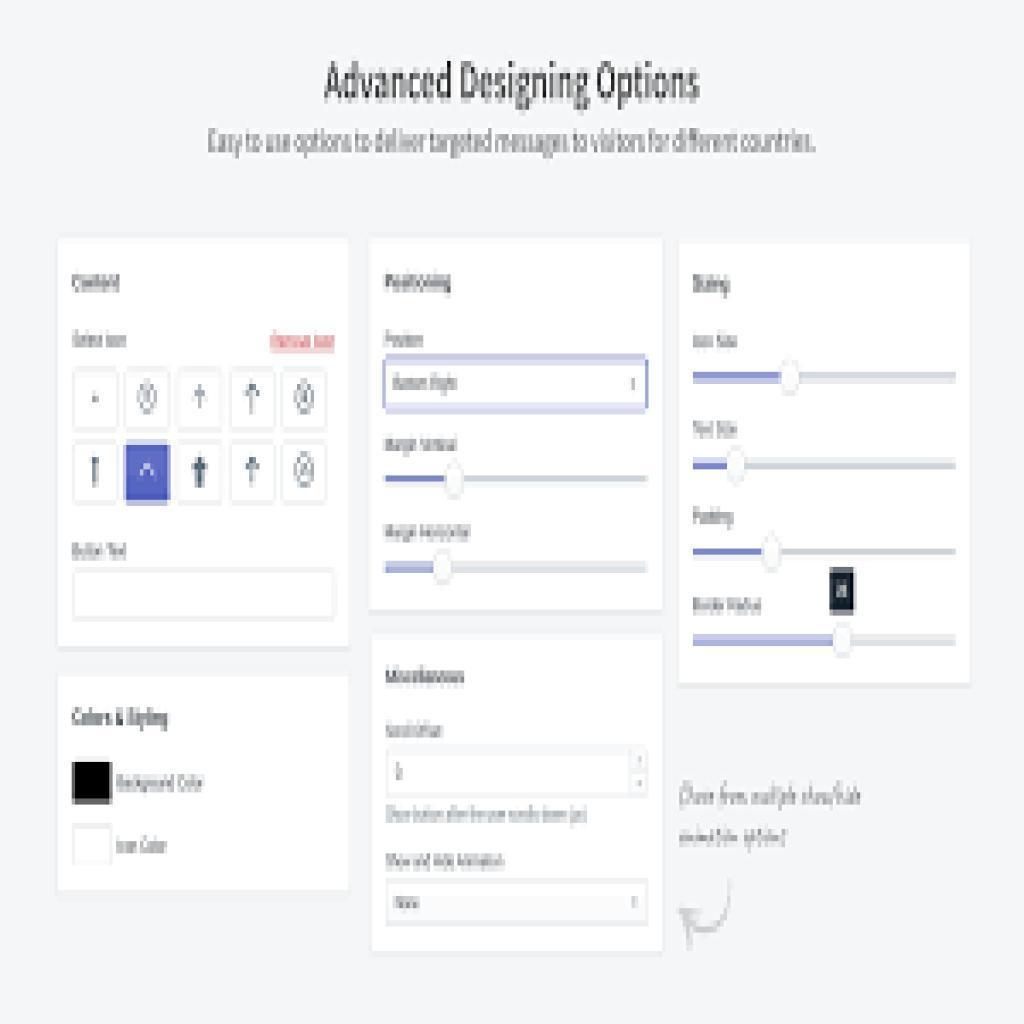 Advanced Designing Options
Easy to use options to deliver targeted messages to visitors for different countries.
Content
Select Icon
Remove Icon
Button Text
Colors & Styling
Background Color
Icon Color
Positioning
Position
Bottom Right
Margin Vertical
Margin Horizontal
Miscellaneous
Scroll Offset
0
Show button after the user scrolls down (px)
Show and Hide Animation
None
Sizing
Icon Size
Text Size
Padding
Border Radius
Chose from multiple show/hide
animation options